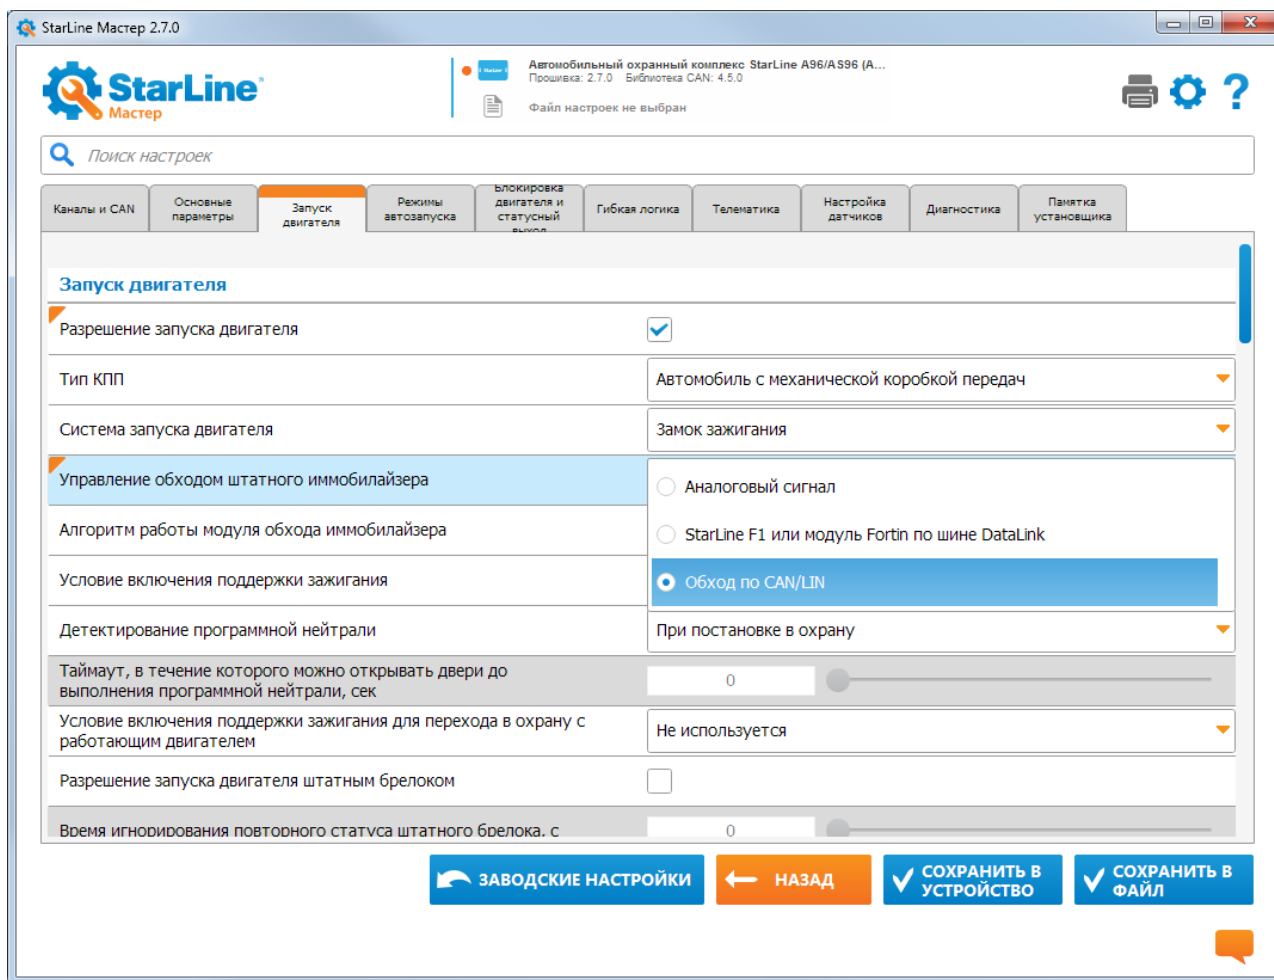 StarLine Мастер 2.7.0
StarLine
Мастер
Автомобильный охранный комплекс StarLine A96/AS96 (A...
Прошивка: 2.7.0 Библиотека CAN: 4.5.0
Файл настроек не выбран
?
Поиск настроек
Каналы и CAN
Основные
параметры
Запуск
двигателя
Режимы
автозапуска
Блокировка
двигателя и
статусный
выход
Гибкая логика
Телематика
Настройка
датчиков
Диагностика
Памятка
установщика
Запуск двигателя
Разрешение запуска двигателя
Тип КПП
Автомобиль с механической коробкой передач
Система запуска двигателя
Замок зажигания
Управление обходом штатного иммобилайзера
Аналоговый сигнал
Алгоритм работы модуля обхода иммобилайзера
StarLine F1 или модуль Fortin по шине DataLink
Условие включения поддержки зажигания
Обход по CAN/LIN
Детектирование программной нейтрали
При постановке в охрану
Таймаут, в течение которого можно открывать двери до
выполнения программной нейтрали, сек
0
Условие включения поддержки зажигания для перехода в охрану с
работающим двигателем
Не используется
Разрешение запуска двигателя штатным брелоком
Время игнорирования повторного статуса штатного брелока, с
0
ЗАВОДСКИЕ НАСТРОЙКИ
НАЗАД
СОХРАНИТЬ В
УСТРОЙСТВО
СОХРАНИТЬ В
ФАЙЛ